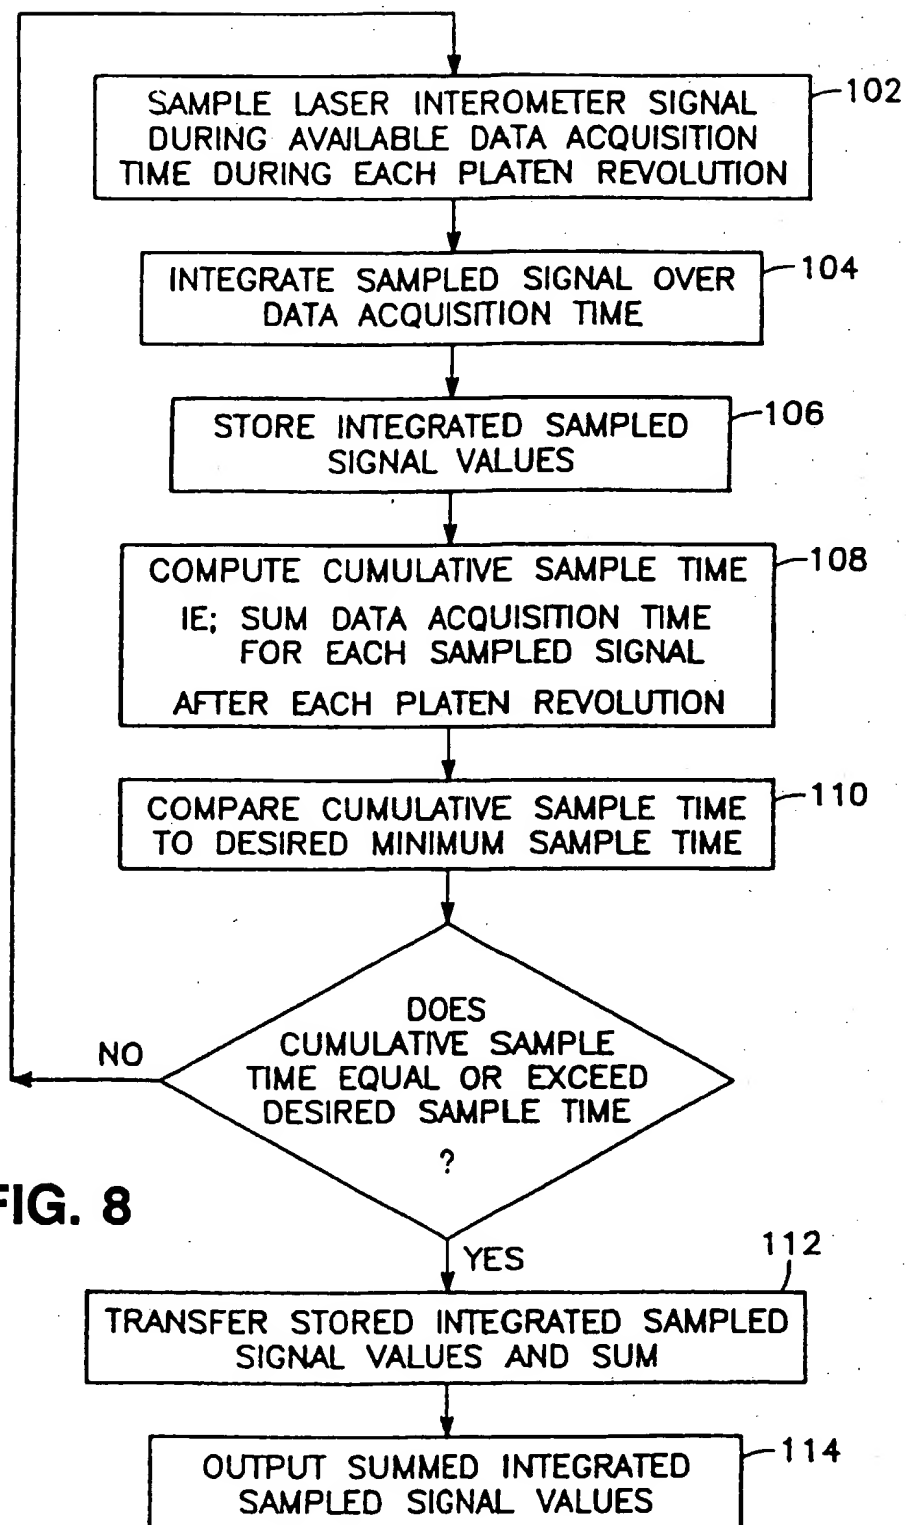 SAMPLE LASER INTEROMETER SIGNAL
DURING AVAILABLE DATA ACQUISITION
TIME DURING EACH PLATEN REVOLUTION
102
INTEGRATE SAMPLED SIGNAL OVER
DATA ACQUISITION TIME
104
STORE INTEGRATED SAMPLED
SIGNAL VALUES
106
COMPUTE CUMULATIVE SAMPLE TIME
IE; SUM DATA ACQUISITION TIME
FOR EACH SAMPLED SIGNAL
AFTER EACH PLATEN REVOLUTION
108
COMPARE CUMULATIVE SAMPLE TIME
TO DESIRED MINIMUM SAMPLE TIME
110
DOES
CUMULATIVE SAMPLE
TIME EQUAL OR EXCEED
DESIRED SAMPLE TIME
?
NO
FIG. 8
YES
112
TRANSFER STORED INTEGRATED SAMPLED
SIGNAL VALUES AND SUM
OUTPUT SUMMED INTEGRATED
SAMPLED SIGNAL VALUES
114